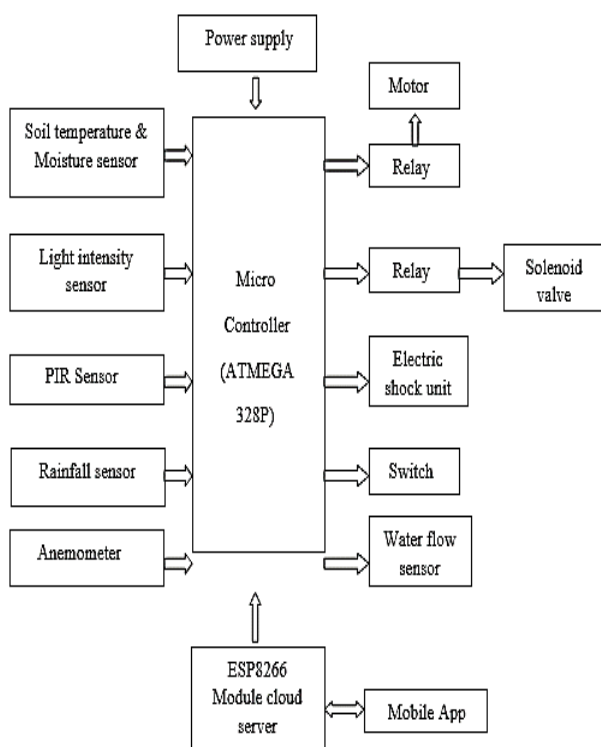 Power supply
Motor
Soil temperature &
Moisture sensor
Relay
Light intensity
sensor
Micro
Controller
(ATMEGA
328P)
Relay
Solenoid
valve
PIR Sensor
Electric
shock unit
Rainfall sensor
Switch
Anemometer
Water flow
sensor
ESP8266
Module cloud
server
Mobile App